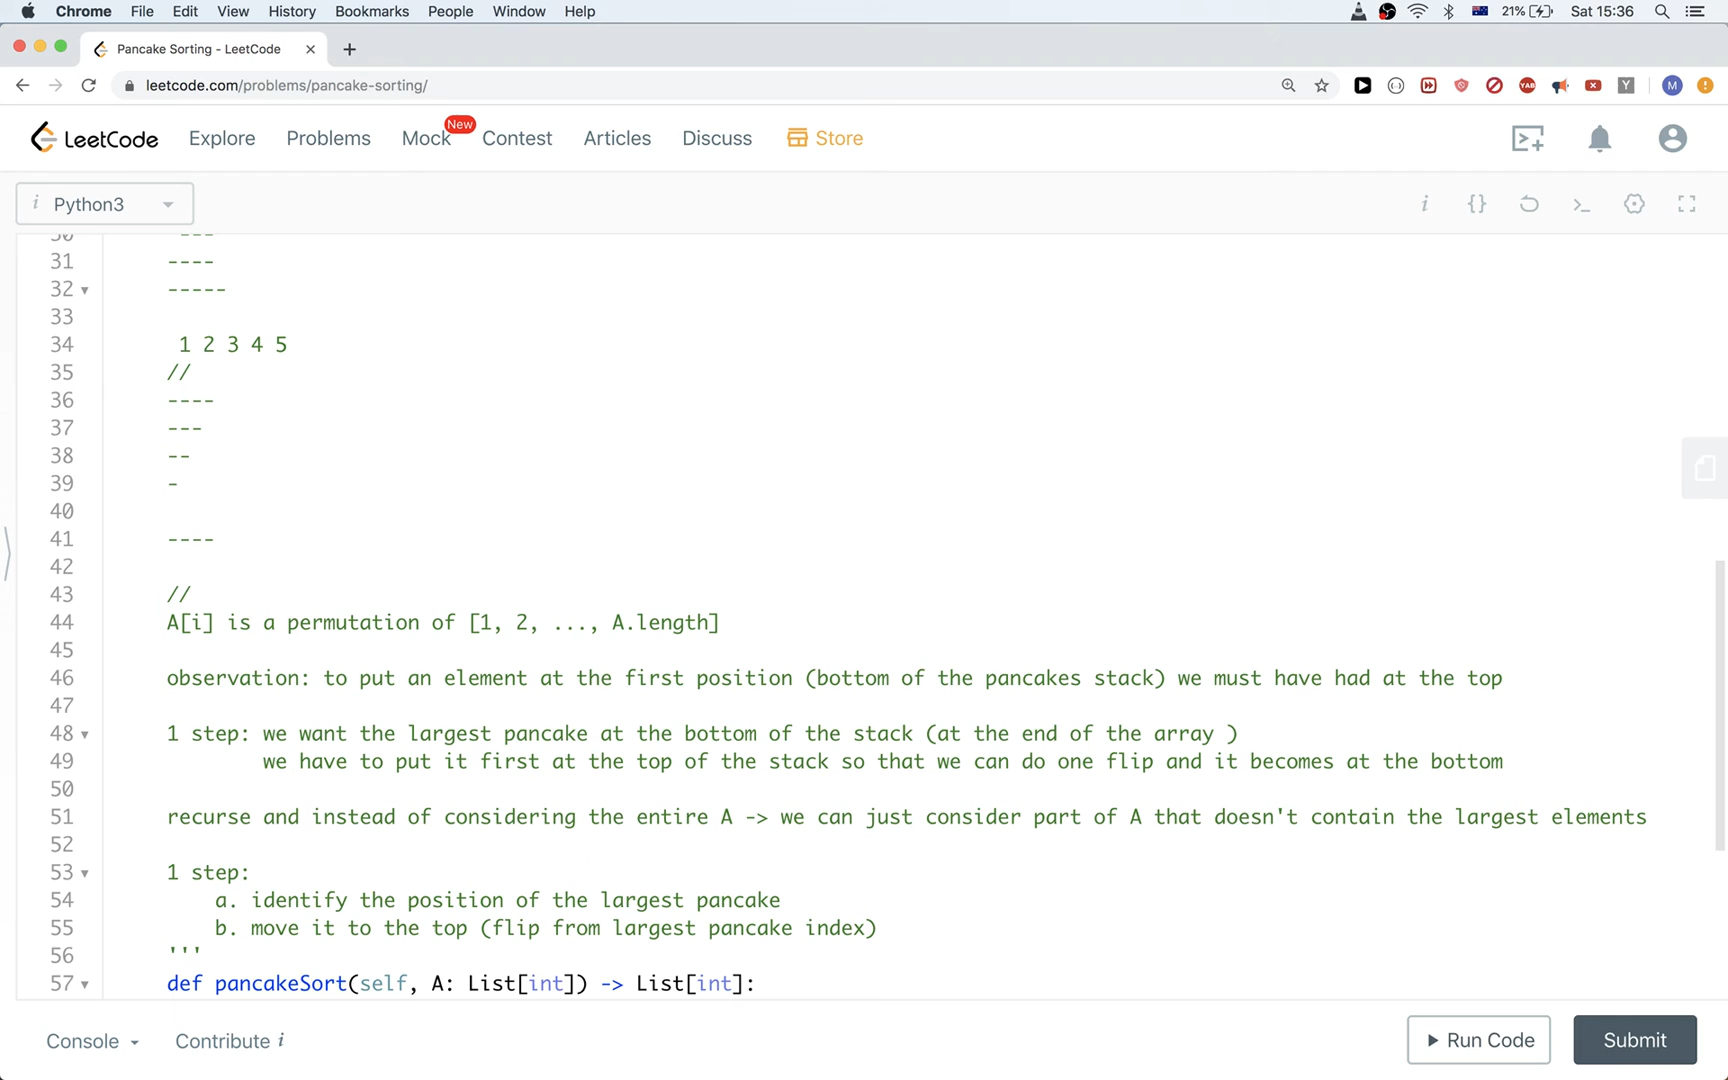 Chrome File Edit View History Bookmarks People Window Help 21% Sat 15:36
Pancake Sorting - LeetCode
leetcode.com/problems/pancake-sorting/
YAB Y M
LeetCode Explore Problems Mock New Contest Articles Discuss Store
i Python3
30 ---
31 ----
32 -----
33
34 1 2 3 4 5
35 //
36 ----
37 ---
38 --
39 -
40
41 ----
42
43 //
44 A[i] is a permutation of [1, 2, ..., A.length]
45
46 observation: to put an element at the first position (bottom of the pancakes stack) we must have had at the top
47
48 1 step: we want the largest pancake at the bottom of the stack (at the end of the array )
49 we have to put it first at the top of the stack so that we can do one flip and it becomes at the bottom
50
51 recurse and instead of considering the entire A -> we can just consider part of A that doesn't contain the largest elements
52
53 1 step:
54 a. identify the position of the largest pancake
55 b. move it to the top (flip from largest pancake index)
56 '''
57 def pancakeSort(self, A: List[int]) -> List[int]:
Console Contribute i Run Code Submit